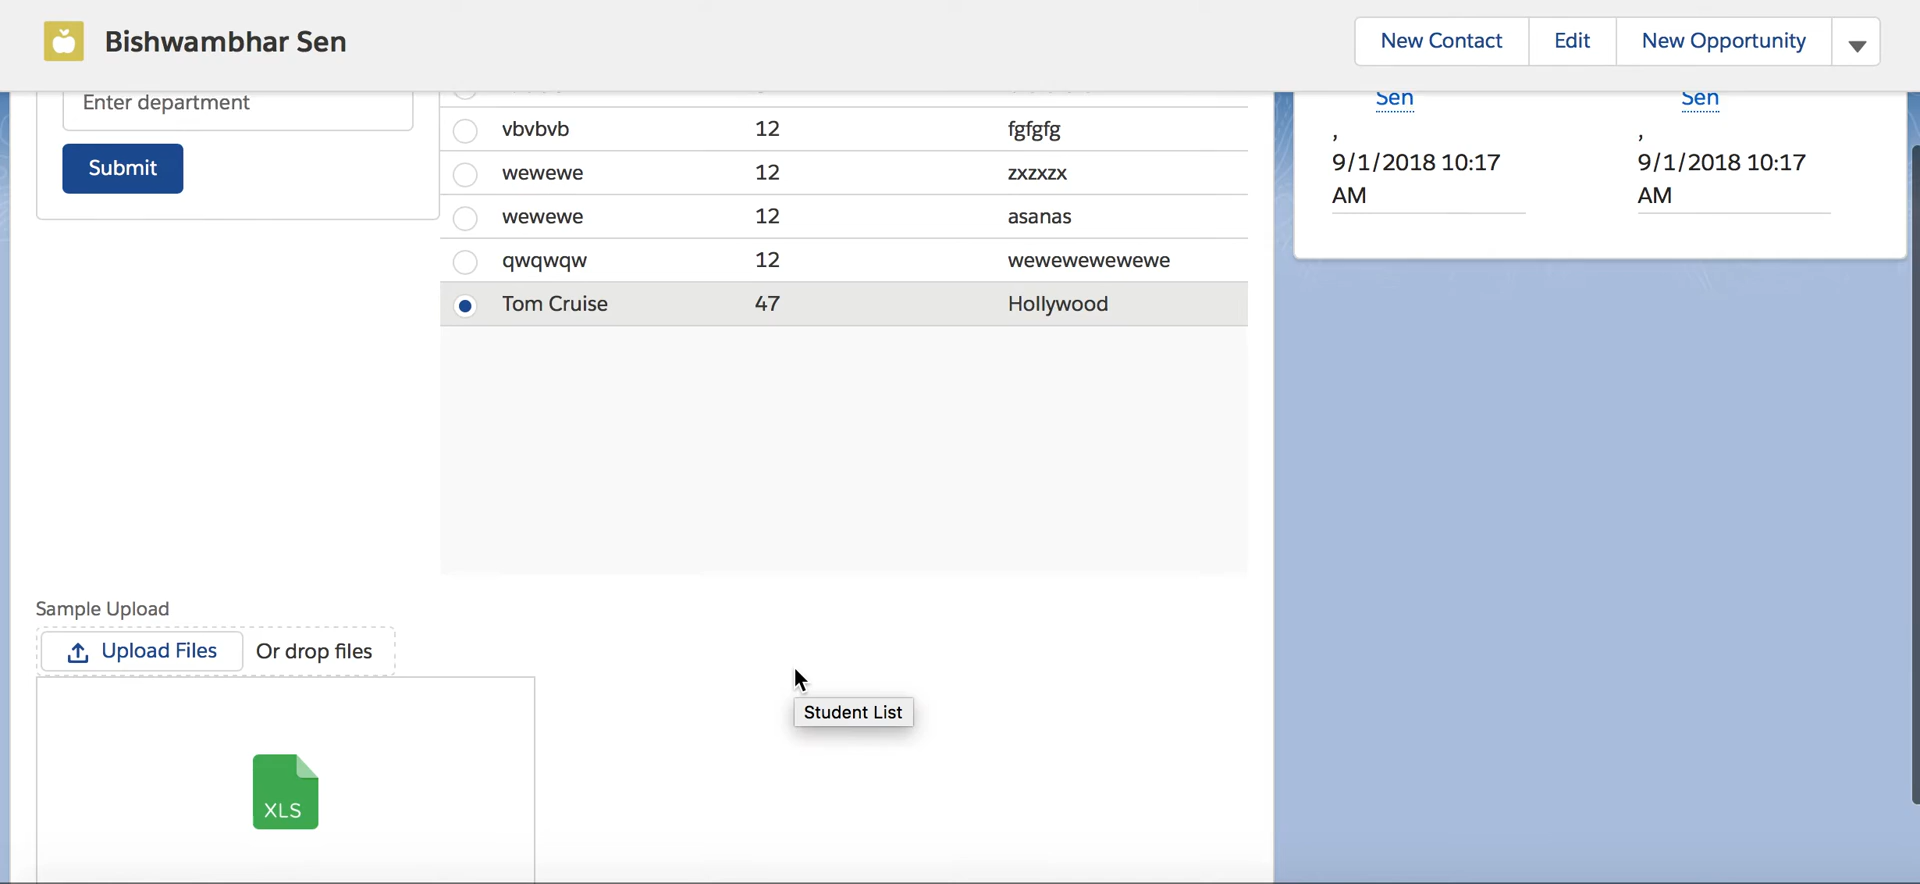 Bishwambhar Sen
New Contact
Edit
New Opportunity
Enter department
Submit
vbvbvb 12 fgfgfg
wewewe 12 zxzxzx
wewewe 12 asanas
qwqwqw 12 wewewewewewe
Tom Cruise 47 Hollywood
Sen
,
9/1/2018 10:17
AM
Sen
,
9/1/2018 10:17
AM
Sample Upload
Upload Files Or drop files
Student List
XLS